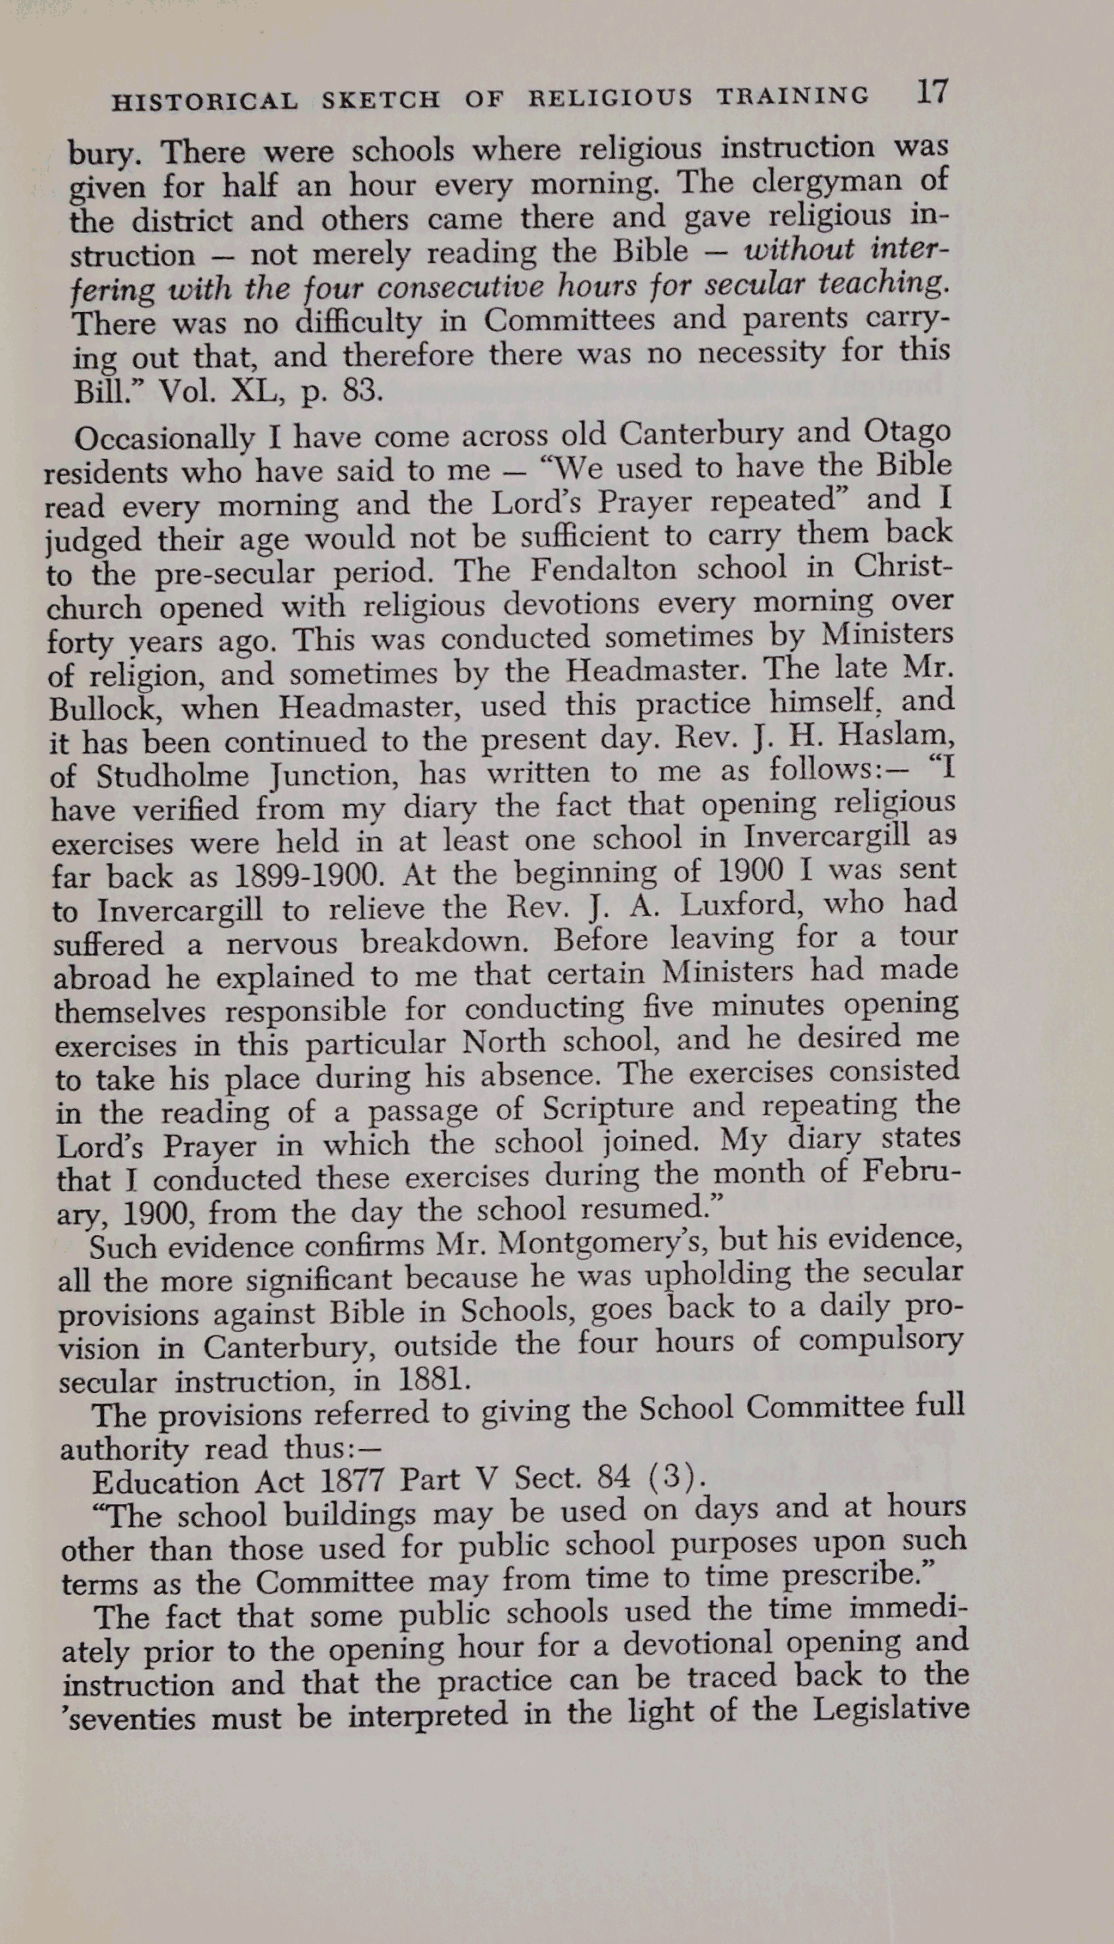 HISTORICAL SKETCH OF RELIGIOUS TRAINING 17
bury. There were schools where religious instruction was
given for half an hour every morning. The clergyman of
the district and others came there and gave religious in-
struction — not merely reading the Bible — without inter-
fering with the four consecutive hours for secular teaching.
There was no difficulty in Committees and parents carry-
ing out that, and therefore there was no necessity for this
Bill.” Vol. XL, p. 83.
Occasionally I have come across old Canterbury and Otago
residents who have said to me — “We used to have the Bible
read every morning and the Lord’s Prayer repeated” and I
judged their age would not be sufficient to carry them back
to the pre-secular period. The Fendalton school in Christ-
church opened with religious devotions every morning over
forty years ago. This was conducted sometimes by Ministers
of religion, and sometimes by the Headmaster. The late Mr.
Bullock, when Headmaster, used this practice himself, and
it has been continued to the present day. Rev. J. H. Haslam,
of Studholme Junction, has written to me as follows:— “I
have verified from my diary the fact that opening religious
exercises were held in at least one school in Invercargill as
far back as 1899-1900. At the beginning of 1900 I was sent
to Invercargill to relieve the Rev. J. A. Luxford, who had
suffered a nervous breakdown. Before leaving for a tour
abroad he explained to me that certain Ministers had made
themselves responsible for conducting five minutes opening
exercises in this particular North school, and he desired me
to take his place during his absence. The exercises consisted
in the reading of a passage of Scripture and repeating the
Lord’s Prayer in which the school joined. My diary states
that I conducted these exercises during the month of Febru-
ary, 1900, from the day the school resumed.”
Such evidence confirms Mr. Montgomery’s, but his evidence,
all the more significant because he was upholding the secular
provisions against Bible in Schools, goes back to a daily pro-
vision in Canterbury, outside the four hours of compulsory
secular instruction, in 1881.
The provisions referred to giving the School Committee full
authority read thus:—
Education Act 1877 Part V Sect. 84 (3).
“The school buildings may be used on days and at hours
other than those used for public school purposes upon such
terms as the Committee may from time to time prescribe.”
The fact that some public schools used the time immedi-
ately prior to the opening hour for a devotional opening and
instruction and that the practice can be traced back to the
’seventies must be interpreted in the light of the Legislative